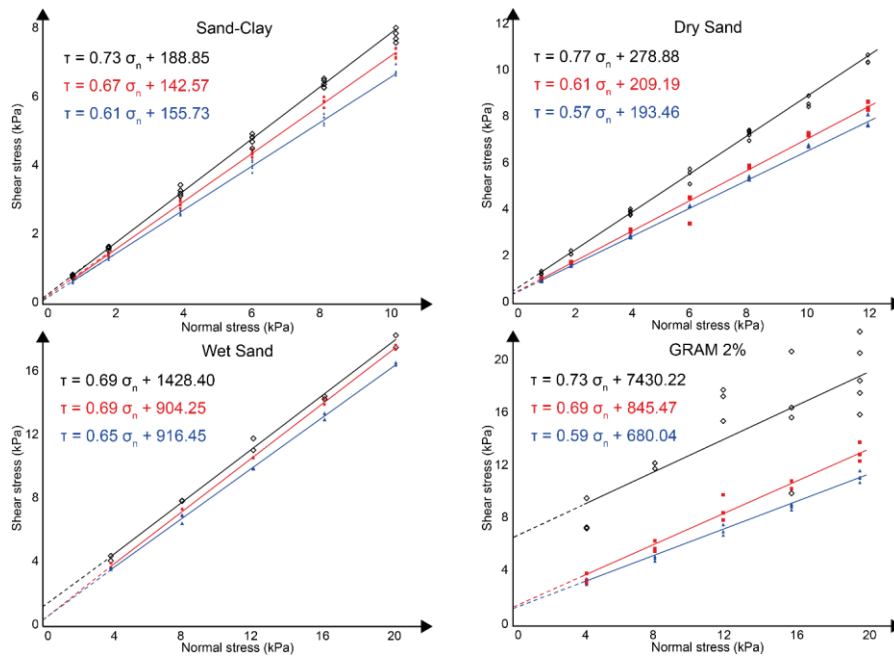 Sand-Clay
τ = 0.73 σn + 188.85
τ = 0.67 σn + 142.57
τ = 0.61 σn + 155.73
Shear stress (kPa)
8
6
4
2
0
0 2 4 6 8 10
Normal stress (kPa)
Dry Sand
τ = 0.77 σn + 278.88
τ = 0.61 σn + 209.19
τ = 0.57 σn + 193.46
Shear stress (kPa)
12
10
8
6
4
2
0
0 2 4 6 8 10 12
Normal stress (kPa)
Wet Sand
τ = 0.69 σn + 1428.40
τ = 0.69 σn + 904.25
τ = 0.65 σn + 916.45
Shear stress (kPa)
16
12
8
4
0
0 4 8 12 16 20
Normal stress (kPa)
GRAM 2%
τ = 0.73 σn + 7430.22
τ = 0.69 σn + 845.47
τ = 0.59 σn + 680.04
Shear stress (kPa)
20
16
12
8
4
0
0 4 8 12 16 20
Normal stress (kPa)